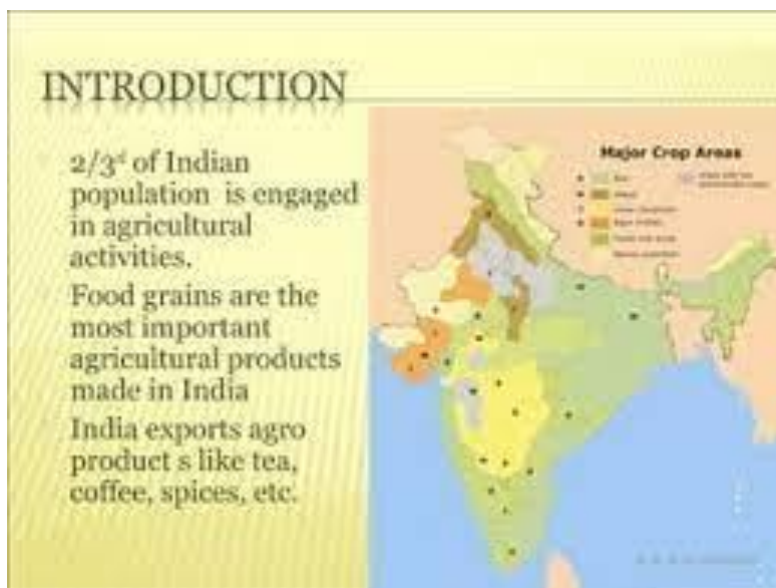 INTRODUCTION
2/3ᵈ of Indian
population is engaged
in agricultural
activities.
Food grains are the
most important
agricultural products
made in India
India exports agro
product s like tea,
coffee, spices, etc.
Major Crop Areas